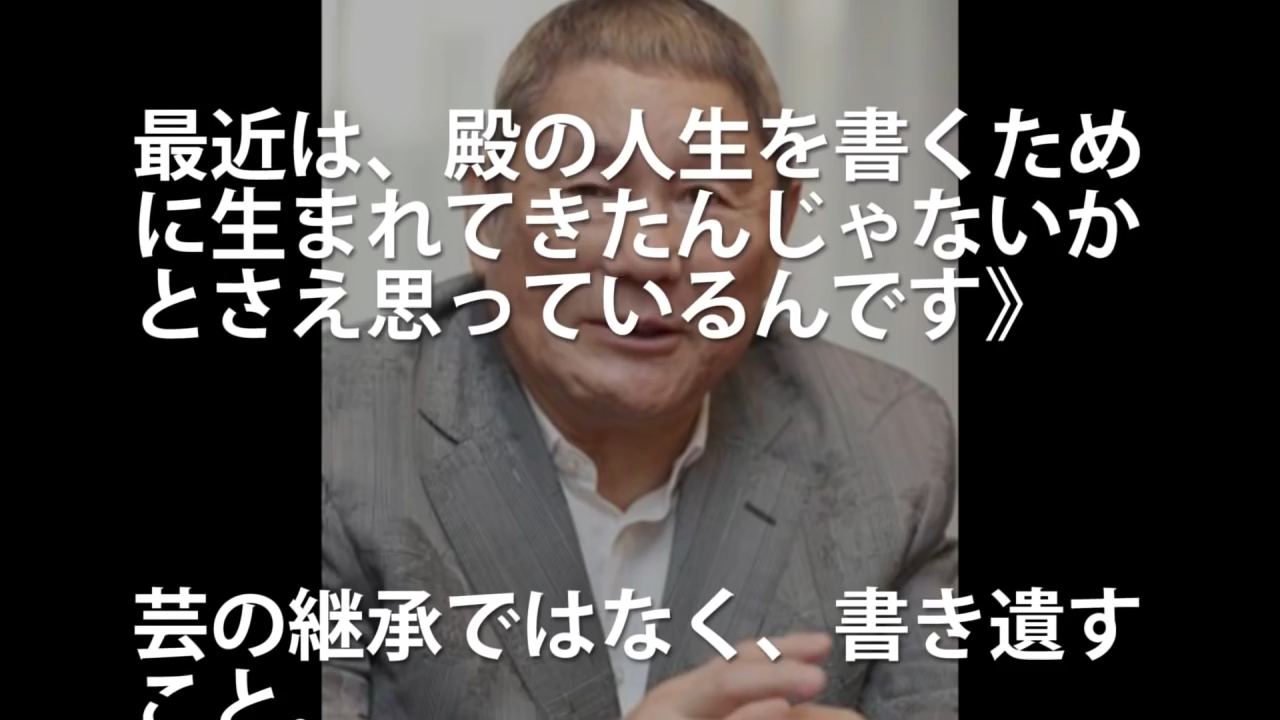 最近は、殿の人生を書くため
に生まれてきたんじゃないか
とさえ思っているんです》
芸の継承ではなく、書き遺す
こと。